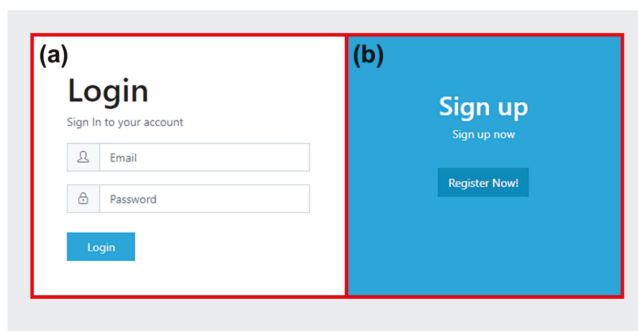 (a)
Login
Sign In to your account
Email
Password
Login
(b)
Sign up
Sign up now
Register Now!